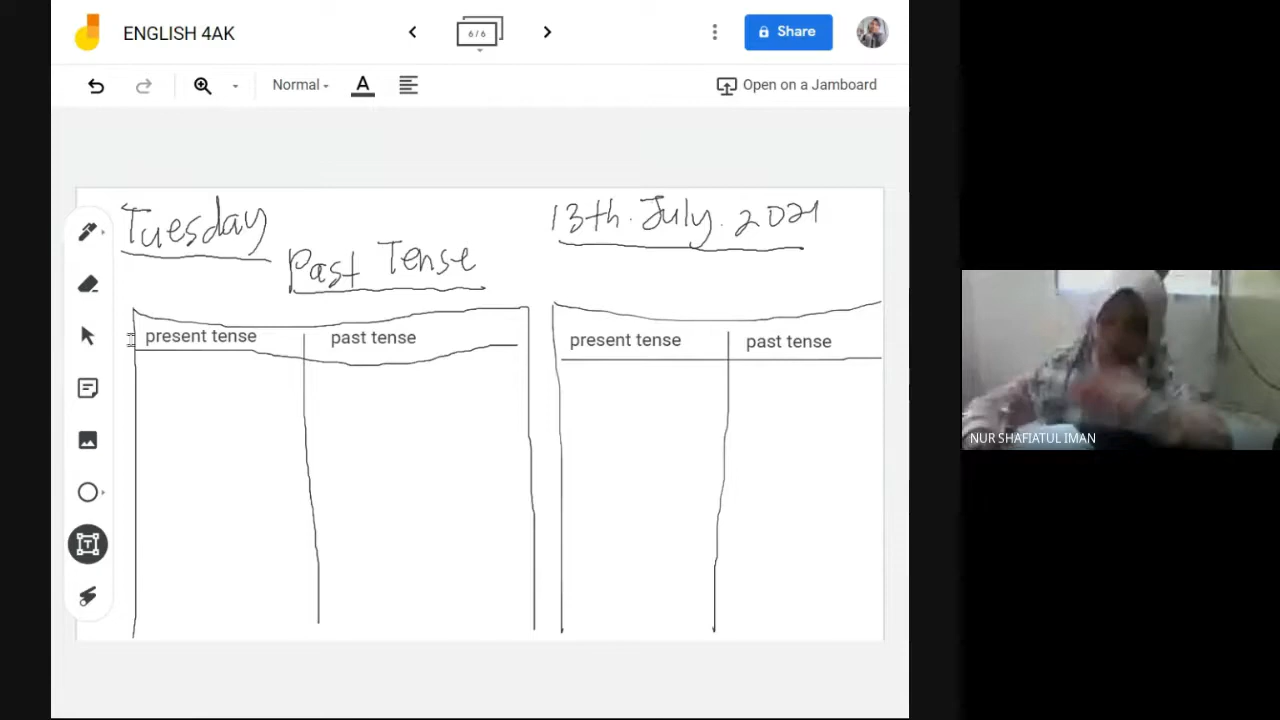 ENGLISH 4AK
6/6
Share
Normal
A
Open on a Jamboard
Tuesday
13th.July.2021
Past Tense
present tense
past tense
present tense
past tense
T
NUR SHAFIATUL IMAN